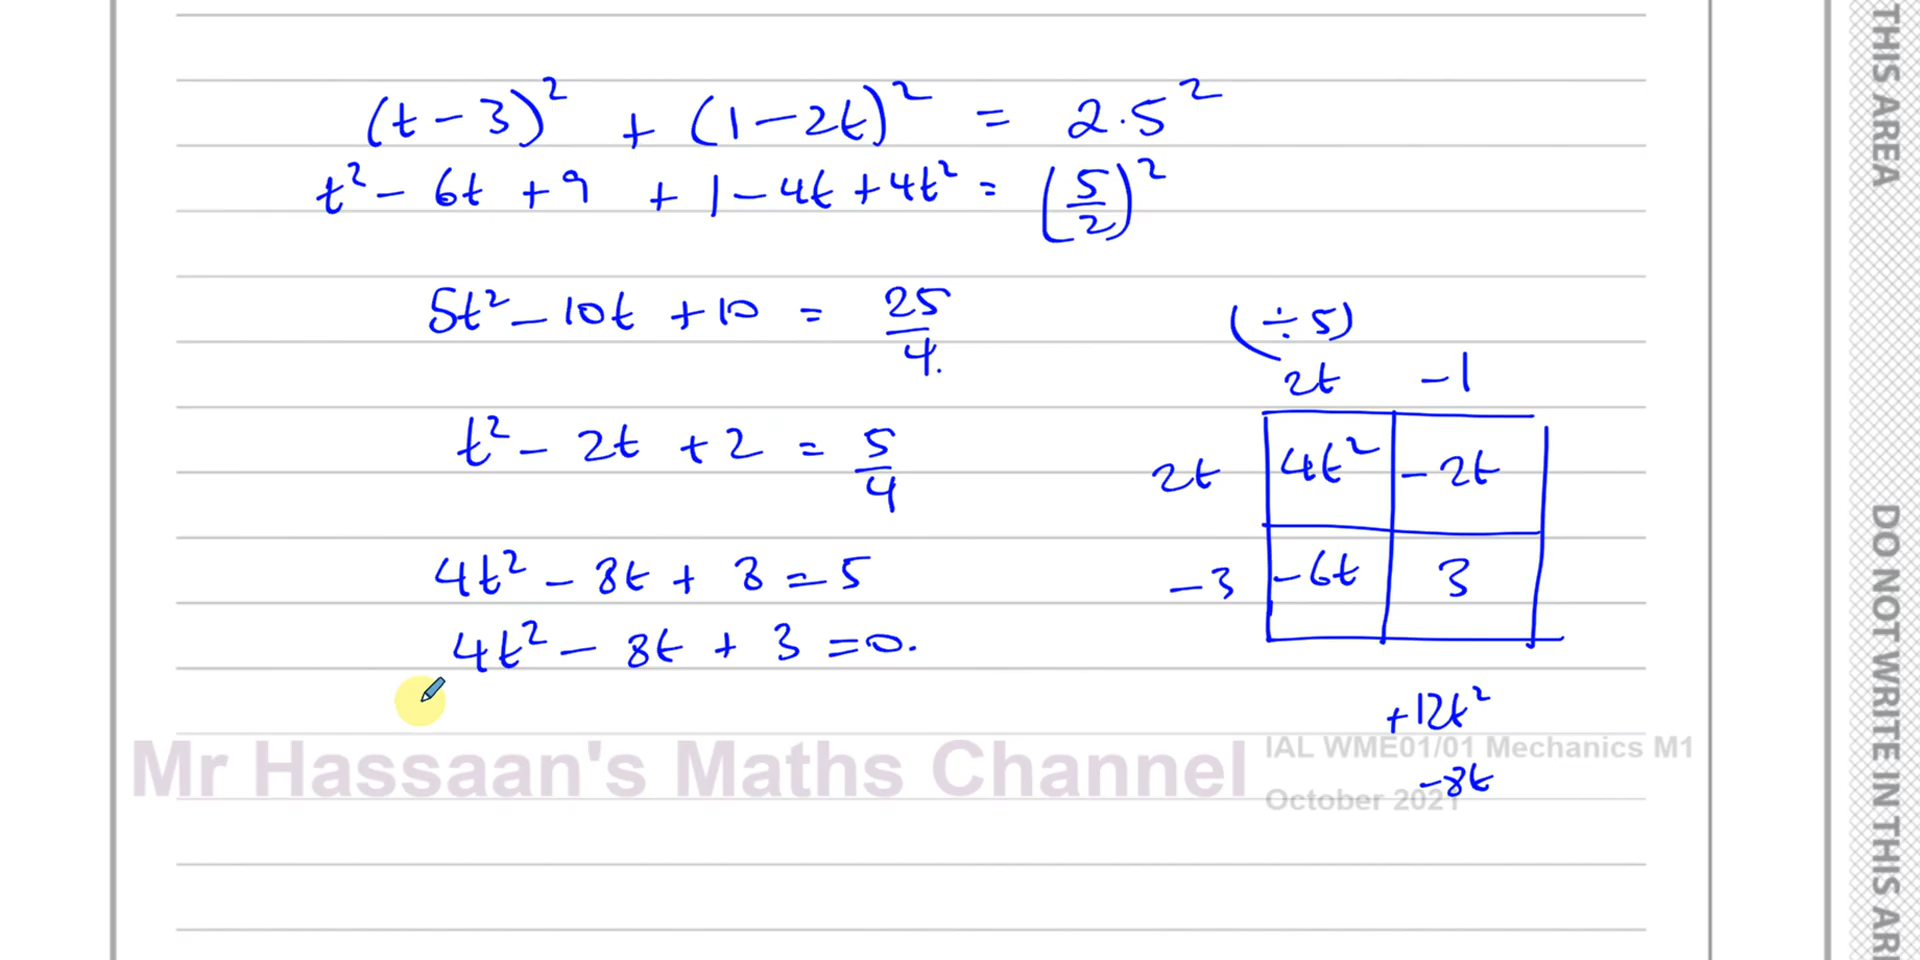 (t - 3)² + (1 - 2t)² = 2.5²
t² - 6t + 9 + 1 - 4t + 4t² = (5/2)²
5t² - 10t + 10 = 25/4.
(÷5)
t² - 2t + 2 = 5/4
4t² - 8t + 8 = 5
4t² - 8t + 3 = 0.
2t -1
2t 4t² -2t
-3 -6t 3
+12t²
-8t
Mr Hassaan's Maths Channel
IAL WME01/01 Mechanics M1
October 2021
THIS AREA
DO NOT WRITE IN THIS AR